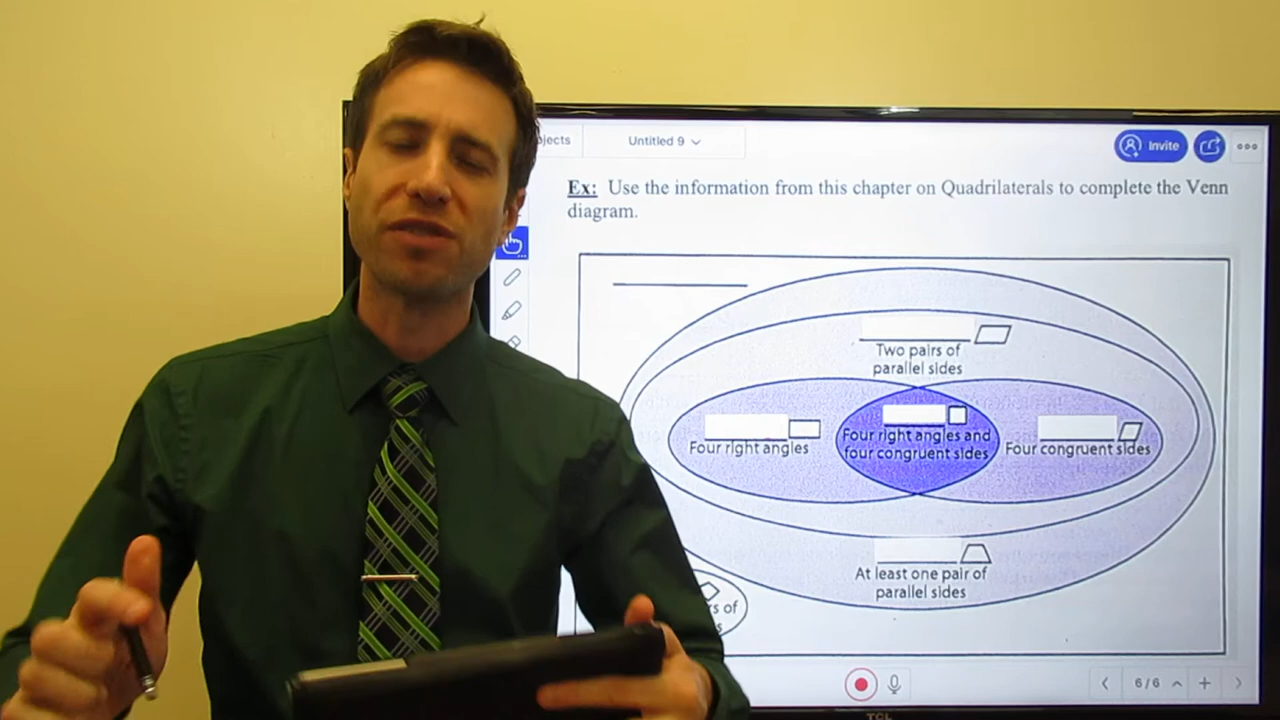 Untitled 9
Invite
Ex: Use the information from this chapter on Quadrilaterals to complete the Venn
diagram.
Two pairs of
parallel sides
Four right angles
Four right angles and
four congruent sides
Four congruent sides
At least one pair of
parallel sides
of
6/6
TCL